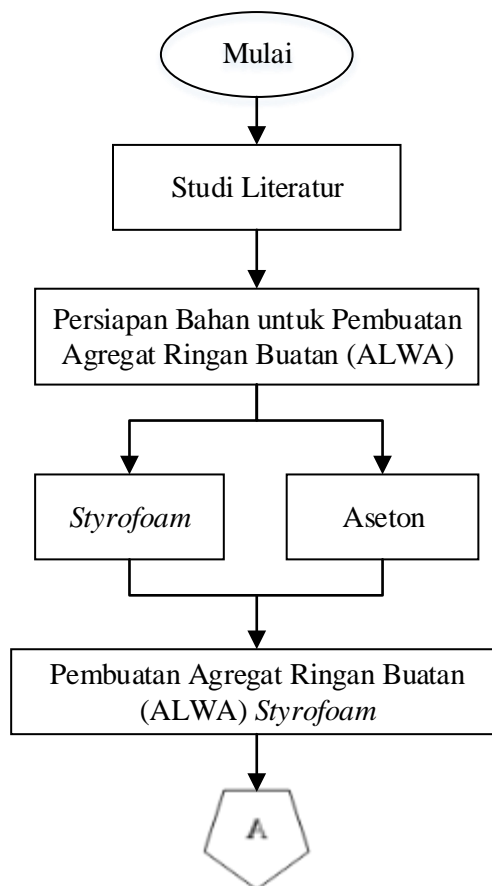 Mulai
Studi Literatur
Persiapan Bahan untuk Pembuatan
Agregat Ringan Buatan (ALWA)
Styrofoam
Aseton
Pembuatan Agregat Ringan Buatan
(ALWA) Styrofoam
A